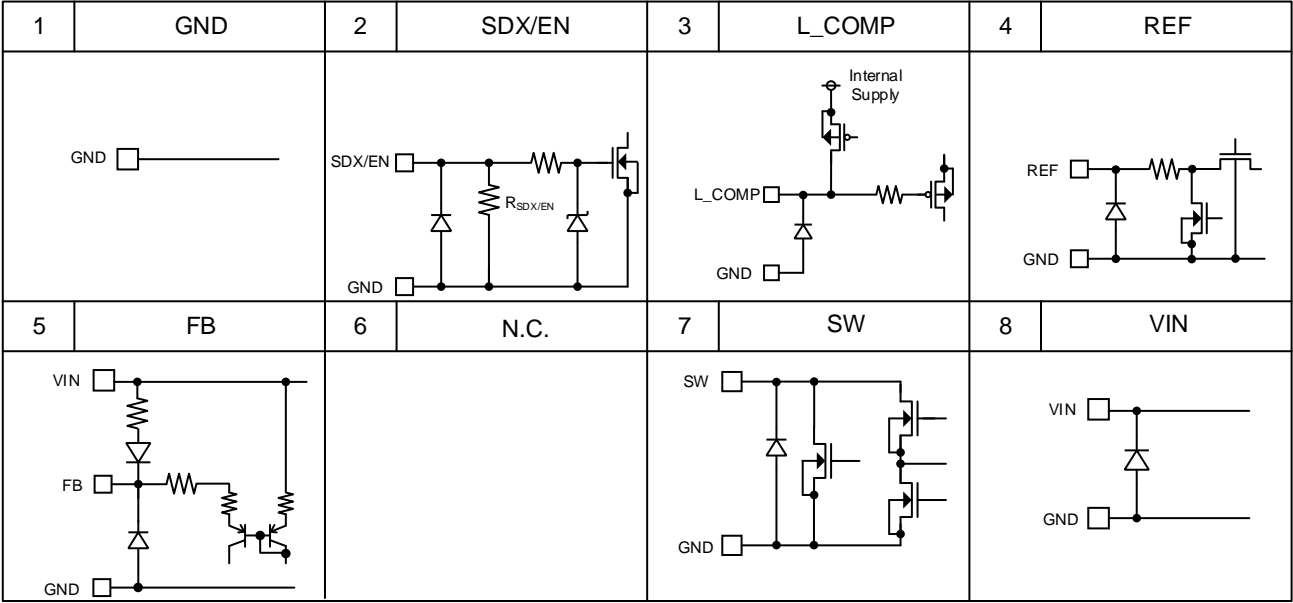 1 GND 2 SDX/EN 3 L_COMP 4 REF
Internal
Supply
GND
SDX/EN
R_SDX/EN
GND
L_COMP
GND
REF
GND
5 FB 6 N.C. 7 SW 8 VIN
VIN
FB
GND
SW
GND
VIN
GND